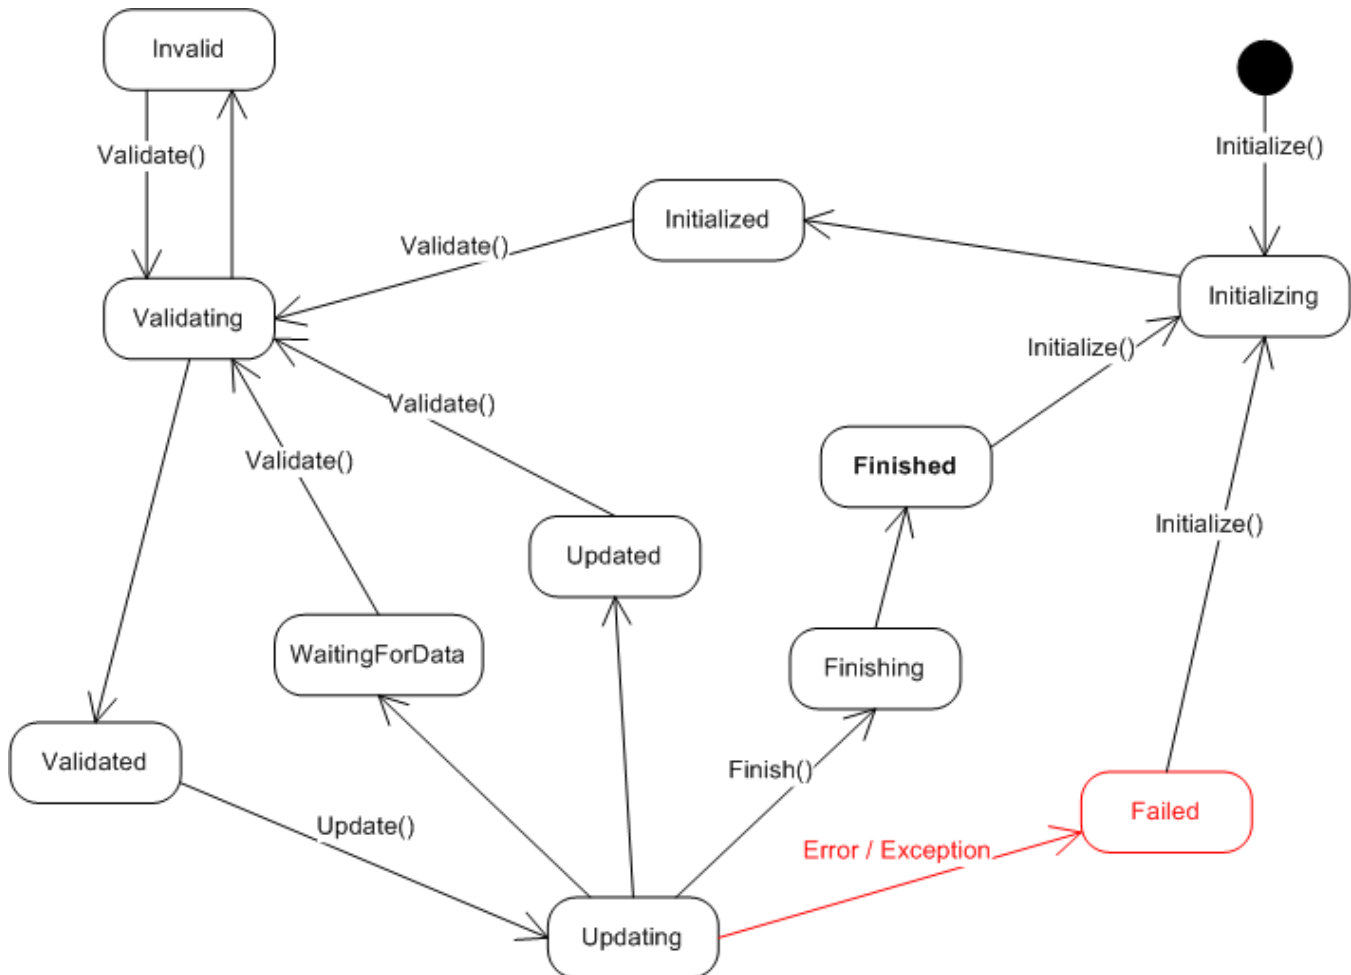 Invalid
Validate()
Initialize()
Initialized
Validate()
Initializing
Validating
Initialize()
Validate()
Validate()
Finished
Initialize()
Updated
WaitingForData
Finishing
Validated
Finish()
Failed
Update()
Error / Exception
Updating